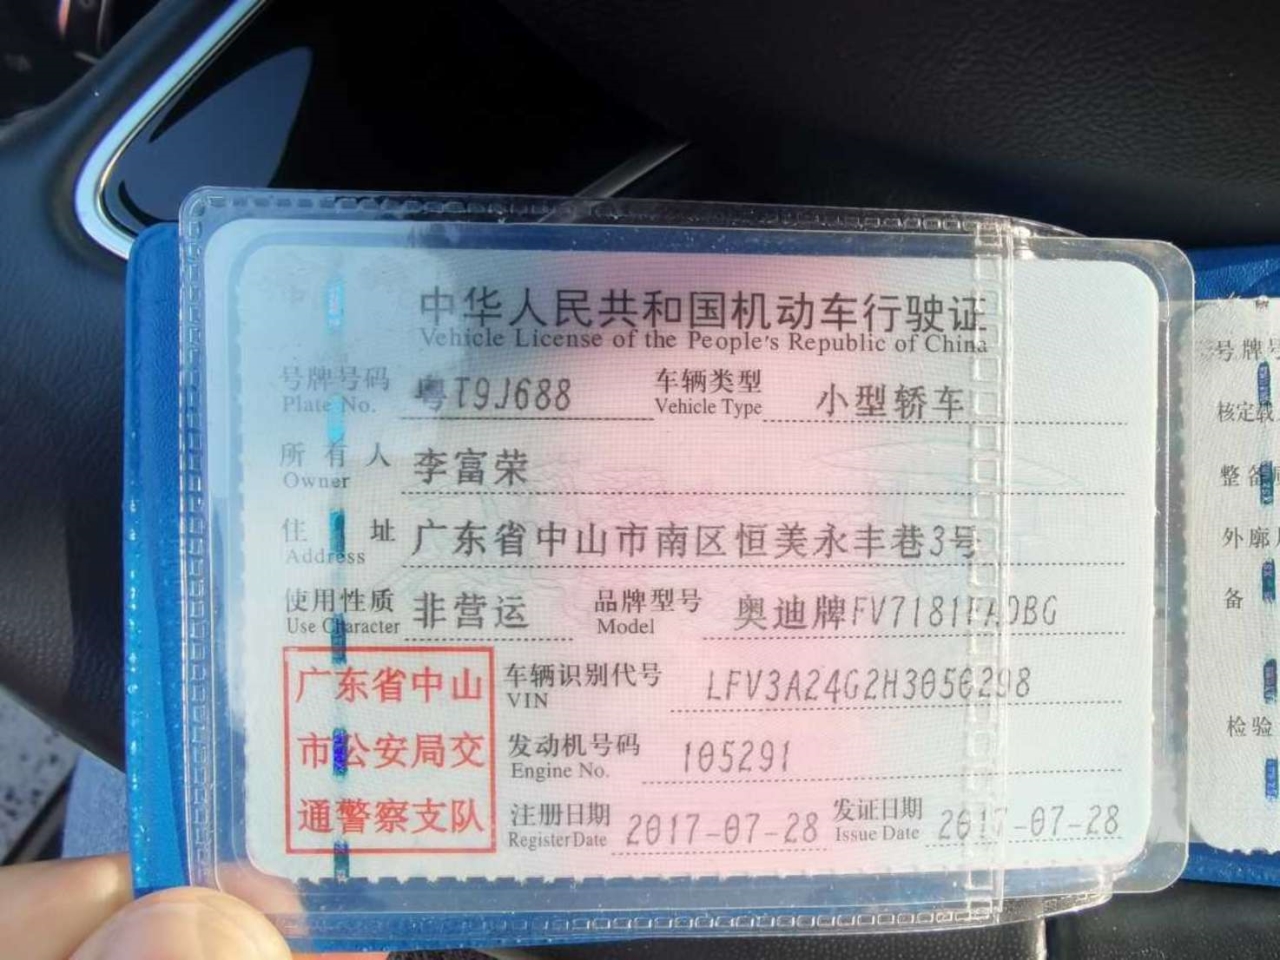 中华人民共和国机动车行驶证
Vehicle License of the People's Republic of China
号牌号码 粤T9J688 车辆类型 小型轿车
Plate No. Vehicle Type
所有人 李富荣
Owner
住址 广东省中山市南区恒美永丰巷3号
Address
使用性质 非营运 品牌型号 奥迪牌FV7181FADBG
Use Character Model
广东省中山
市公安局交
通警察支队
车辆识别代号 LFV3A24G2H3050298
VIN
发动机号码 105291
Engine No.
注册日期 2017-07-28 发证日期 2017-07-28
Register Date Issue Date
号牌号
核定载
整备
外廓
备
检验